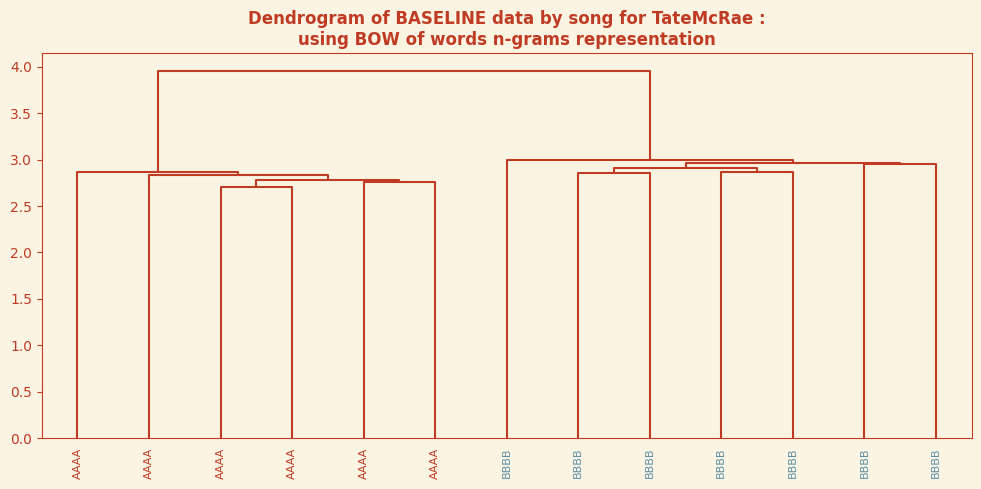 Dendrogram of BASELINE data by song for TateMcRae :
using BOW of words n-grams representation
4.0
3.5
3.0
2.5
2.0
1.5
1.0
0.5
0.0
AAAA
AAAA
AAAA
AAAA
AAAA
AAAA
BBBB
BBBB
BBBB
BBBB
BBBB
BBBB
BBBB